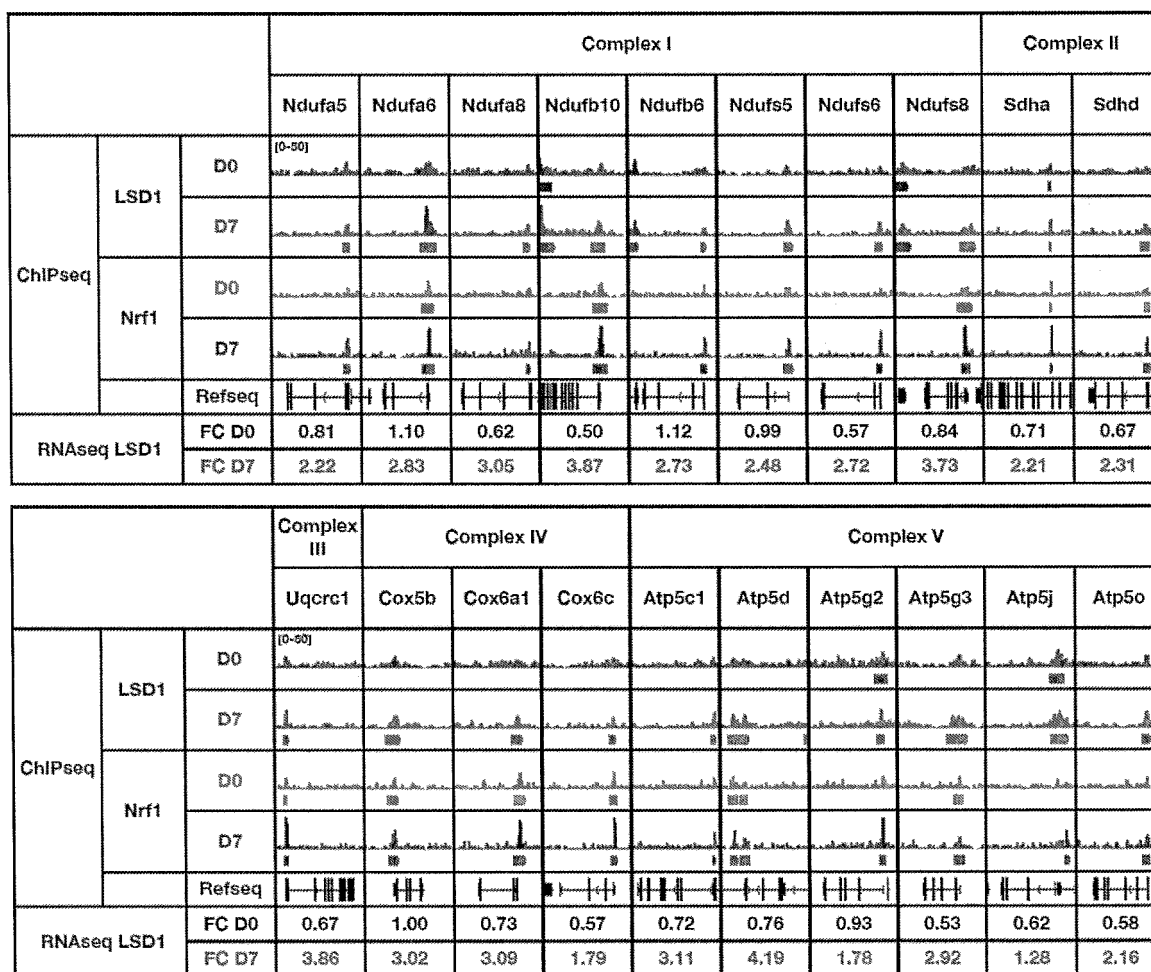 Complex I Complex II
Ndufa5 Ndufa6 Ndufa8 Ndufb10 Ndufb6 Ndufs5 Ndufs6 Ndufs8 Sdha Sdhd
ChIPseq
LSD1
D0
[0-50]
D7
Nrf1
D0
D7
Refseq
RNAseq LSD1
FC D0 0.81 1.10 0.62 0.50 1.12 0.99 0.57 0.84 0.71 0.67
FC D7 2.22 2.83 3.05 3.87 2.73 2.48 2.72 3.73 2.21 2.31
Complex III Complex IV Complex V
Uqcrc1 Cox5b Cox6a1 Cox6c Atp5c1 Atp5d Atp5g2 Atp5g3 Atp5j Atp5o
ChIPseq
LSD1
D0
[0-50]
D7
Nrf1
D0
D7
Refseq
RNAseq LSD1
FC D0 0.67 1.00 0.73 0.57 0.72 0.76 0.93 0.53 0.62 0.58
FC D7 3.86 3.02 3.09 1.79 3.11 4.19 1.78 2.92 1.28 2.16